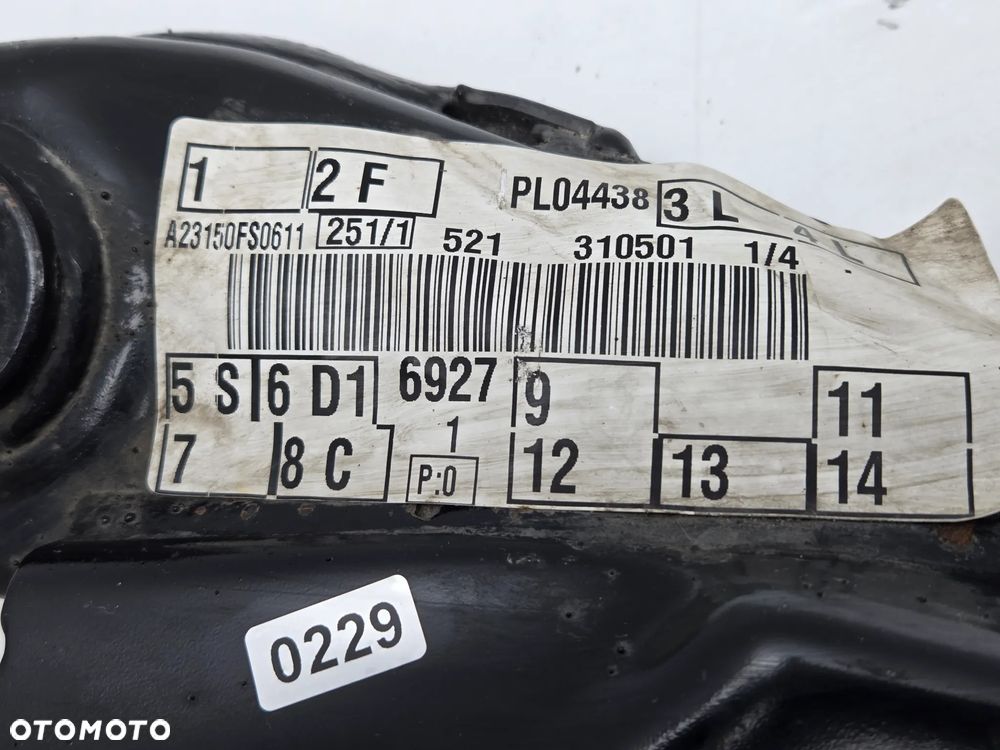 1 2 F PL04438 3 L 4 L
A23150FS0611 251/1 521 310501 1/4
5 S 6 D1 6927 9 11
7 8 C 1 12 13 14
P:0
0229
OTOMOTO